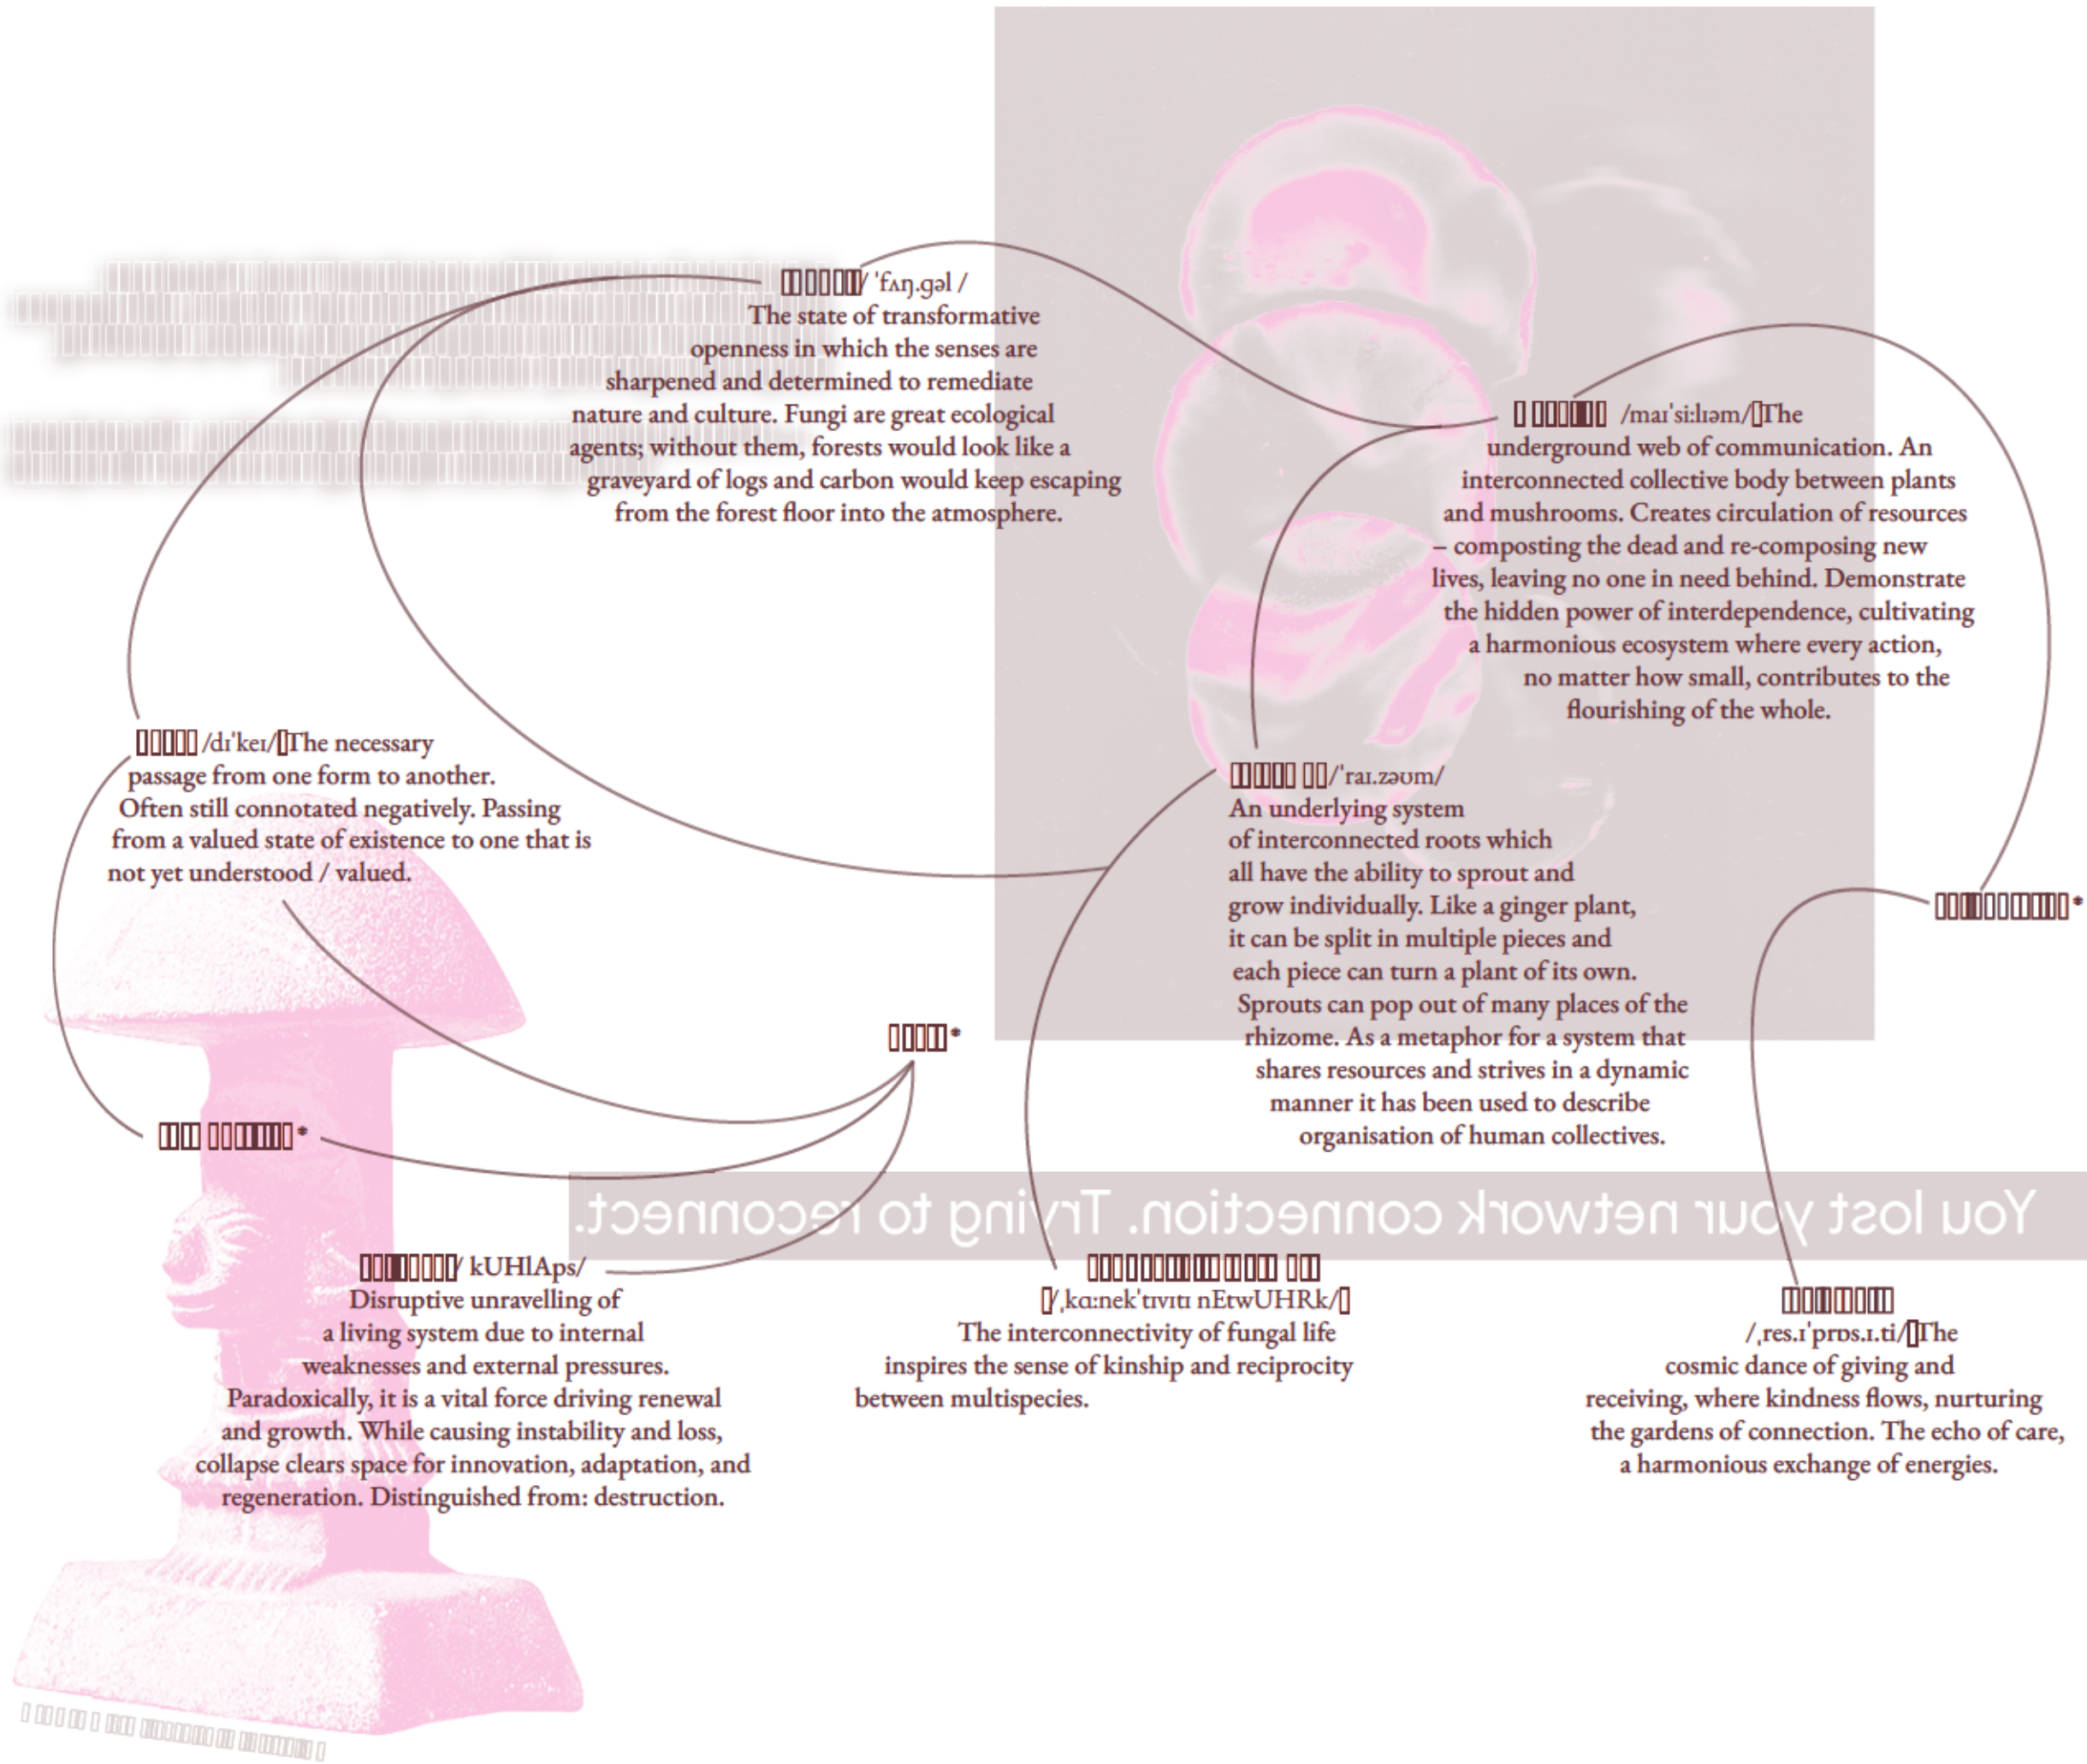 / ˈfʌŋ.gəl /
The state of transformative
openness in which the senses are
sharpened and determined to remediate
nature and culture. Fungi are great ecological
agents; without them, forests would look like a
graveyard of logs and carbon would keep escaping
from the forest floor into the atmosphere.
/maɪˈsi:lɪəm/ The
underground web of communication. An
interconnected collective body between plants
and mushrooms. Creates circulation of resources
– composting the dead and re-composing new
lives, leaving no one in need behind. Demonstrate
the hidden power of interdependence, cultivating
a harmonious ecosystem where every action,
no matter how small, contributes to the
flourishing of the whole.
/dɪˈkeɪ/ The necessary
passage from one form to another.
Often still connotated negatively. Passing
from a valued state of existence to one that is
not yet understood / valued.
/ˈraɪ.zəʊm/
An underlying system
of interconnected roots which
all have the ability to sprout and
grow individually. Like a ginger plant,
it can be split in multiple pieces and
each piece can turn a plant of its own.
Sprouts can pop out of many places of the
rhizome. As a metaphor for a system that
shares resources and strives in a dynamic
manner it has been used to describe
organisation of human collectives.
*
*
*
You lost your network connection. Trying to reconnect.
/ kUHlAps/
Disruptive unravelling of
a living system due to internal
weaknesses and external pressures.
Paradoxically, it is a vital force driving renewal
and growth. While causing instability and loss,
collapse clears space for innovation, adaptation, and
regeneration. Distinguished from: destruction.
/ˌkɑ:nekˈtɪvɪtɪ nEtwUHRk/
The interconnectivity of fungal life
inspires the sense of kinship and reciprocity
between multispecies.
/ˌres.ɪˈprɒs.ɪ.ti/ The
cosmic dance of giving and
receiving, where kindness flows, nurturing
the gardens of connection. The echo of care,
a harmonious exchange of energies.